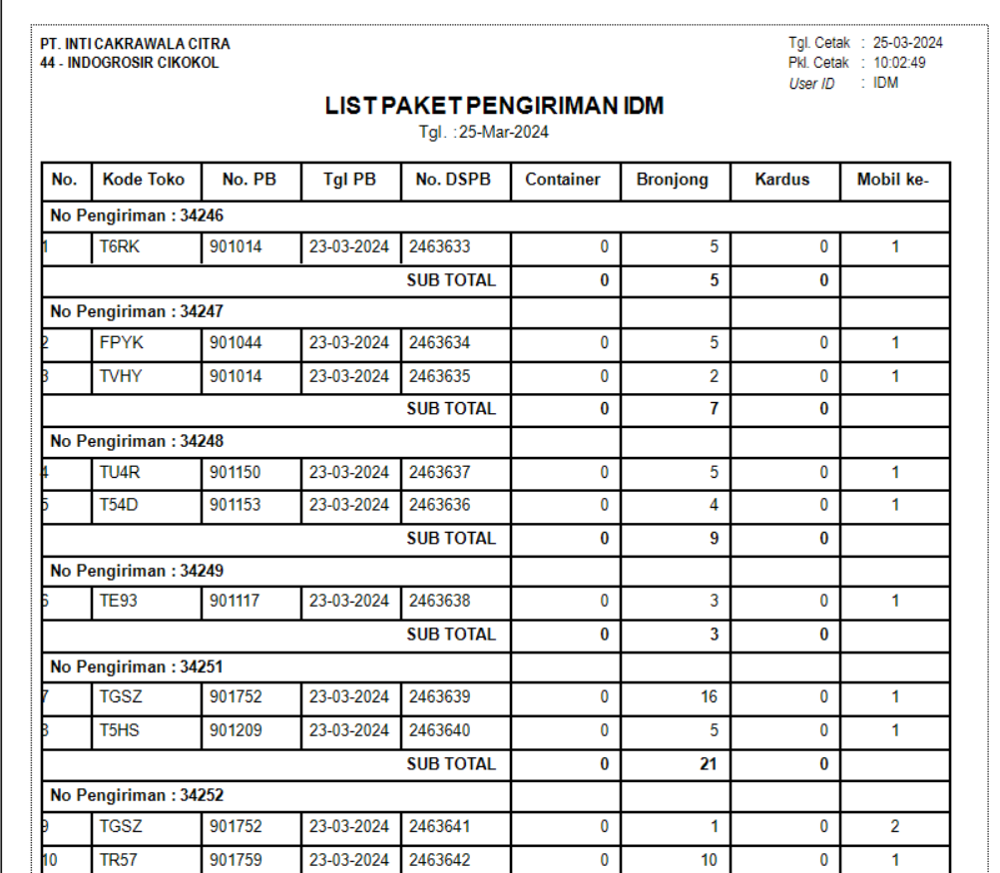 PT. INTI CAKRAWALA CITRA
44 - INDOGROSIR CIKOKOL
Tgl. Cetak : 25-03-2024
Pkl. Cetak : 10:02:49
User ID : IDM
LIST PAKET PENGIRIMAN IDM
Tgl. : 25-Mar-2024
No. Kode Toko No. PB Tgl PB No. DSPB Container Bronjong Kardus Mobil ke-
No Pengiriman : 34246
1 T6RK 901014 23-03-2024 2463633 0 5 0 1
SUB TOTAL 0 5 0
No Pengiriman : 34247
2 FPYK 901044 23-03-2024 2463634 0 5 0 1
3 TVHY 901014 23-03-2024 2463635 0 2 0 1
SUB TOTAL 0 7 0
No Pengiriman : 34248
4 TU4R 901150 23-03-2024 2463637 0 5 0 1
5 T54D 901153 23-03-2024 2463636 0 4 0 1
SUB TOTAL 0 9 0
No Pengiriman : 34249
6 TE93 901117 23-03-2024 2463638 0 3 0 1
SUB TOTAL 0 3 0
No Pengiriman : 34251
7 TGSZ 901752 23-03-2024 2463639 0 16 0 1
8 T5HS 901209 23-03-2024 2463640 0 5 0 1
SUB TOTAL 0 21 0
No Pengiriman : 34252
9 TGSZ 901752 23-03-2024 2463641 0 1 0 2
10 TR57 901759 23-03-2024 2463642 0 10 0 1